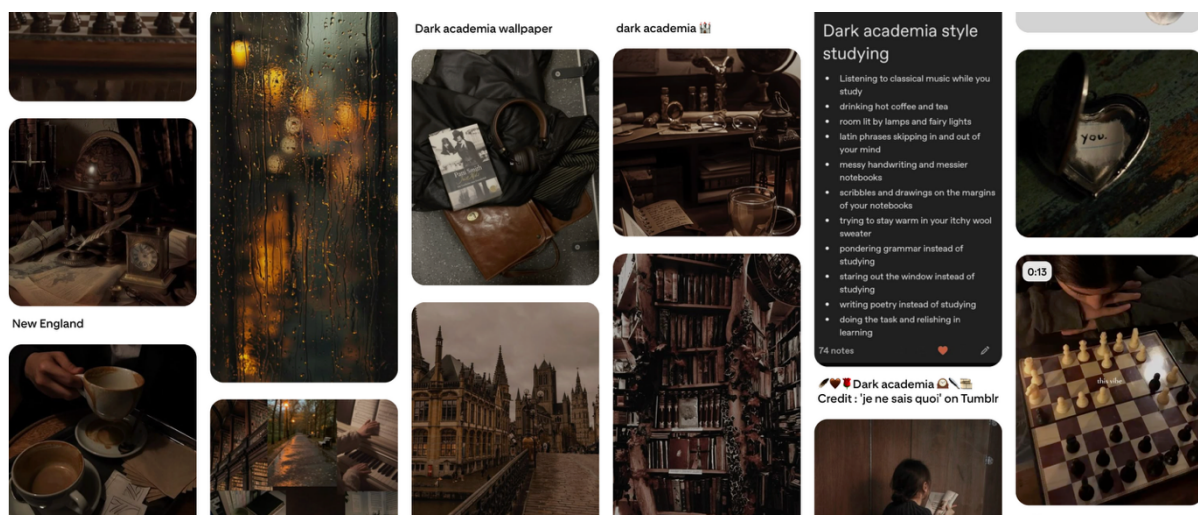 New England
Dark academia wallpaper
dark academia
Dark academia style
studying
• Listening to classical music while you
study
• drinking hot coffee and tea
• room lit by lamps and fairy lights
• latin phrases skipping in and out of
your mind
• messy handwriting and messier
notebooks
• scribbles and drawings on the margins
of your notebooks
• trying to stay warm in your itchy wool
sweater
• pondering grammar instead of
studying
• staring out the window instead of
studying
• writing poetry instead of studying
• doing the task and relishing in
learning
74 notes
Dark academia
Credit : 'je ne sais quoi' on Tumblr
you.
0:13
this vibe